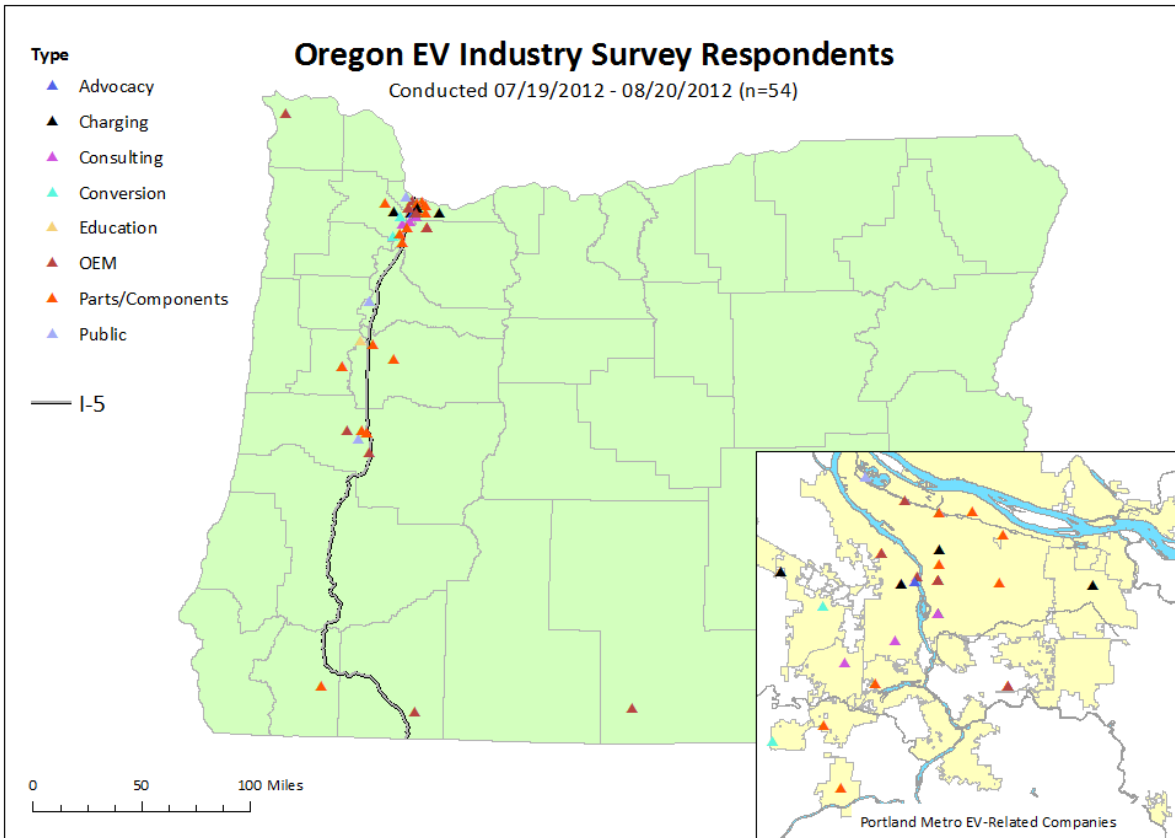 Oregon EV Industry Survey Respondents
Conducted 07/19/2012 - 08/20/2012 (n=54)
Type
Advocacy
Charging
Consulting
Conversion
Education
OEM
Parts/Components
Public
I-5
0 50 100 Miles
Portland Metro EV-Related Companies